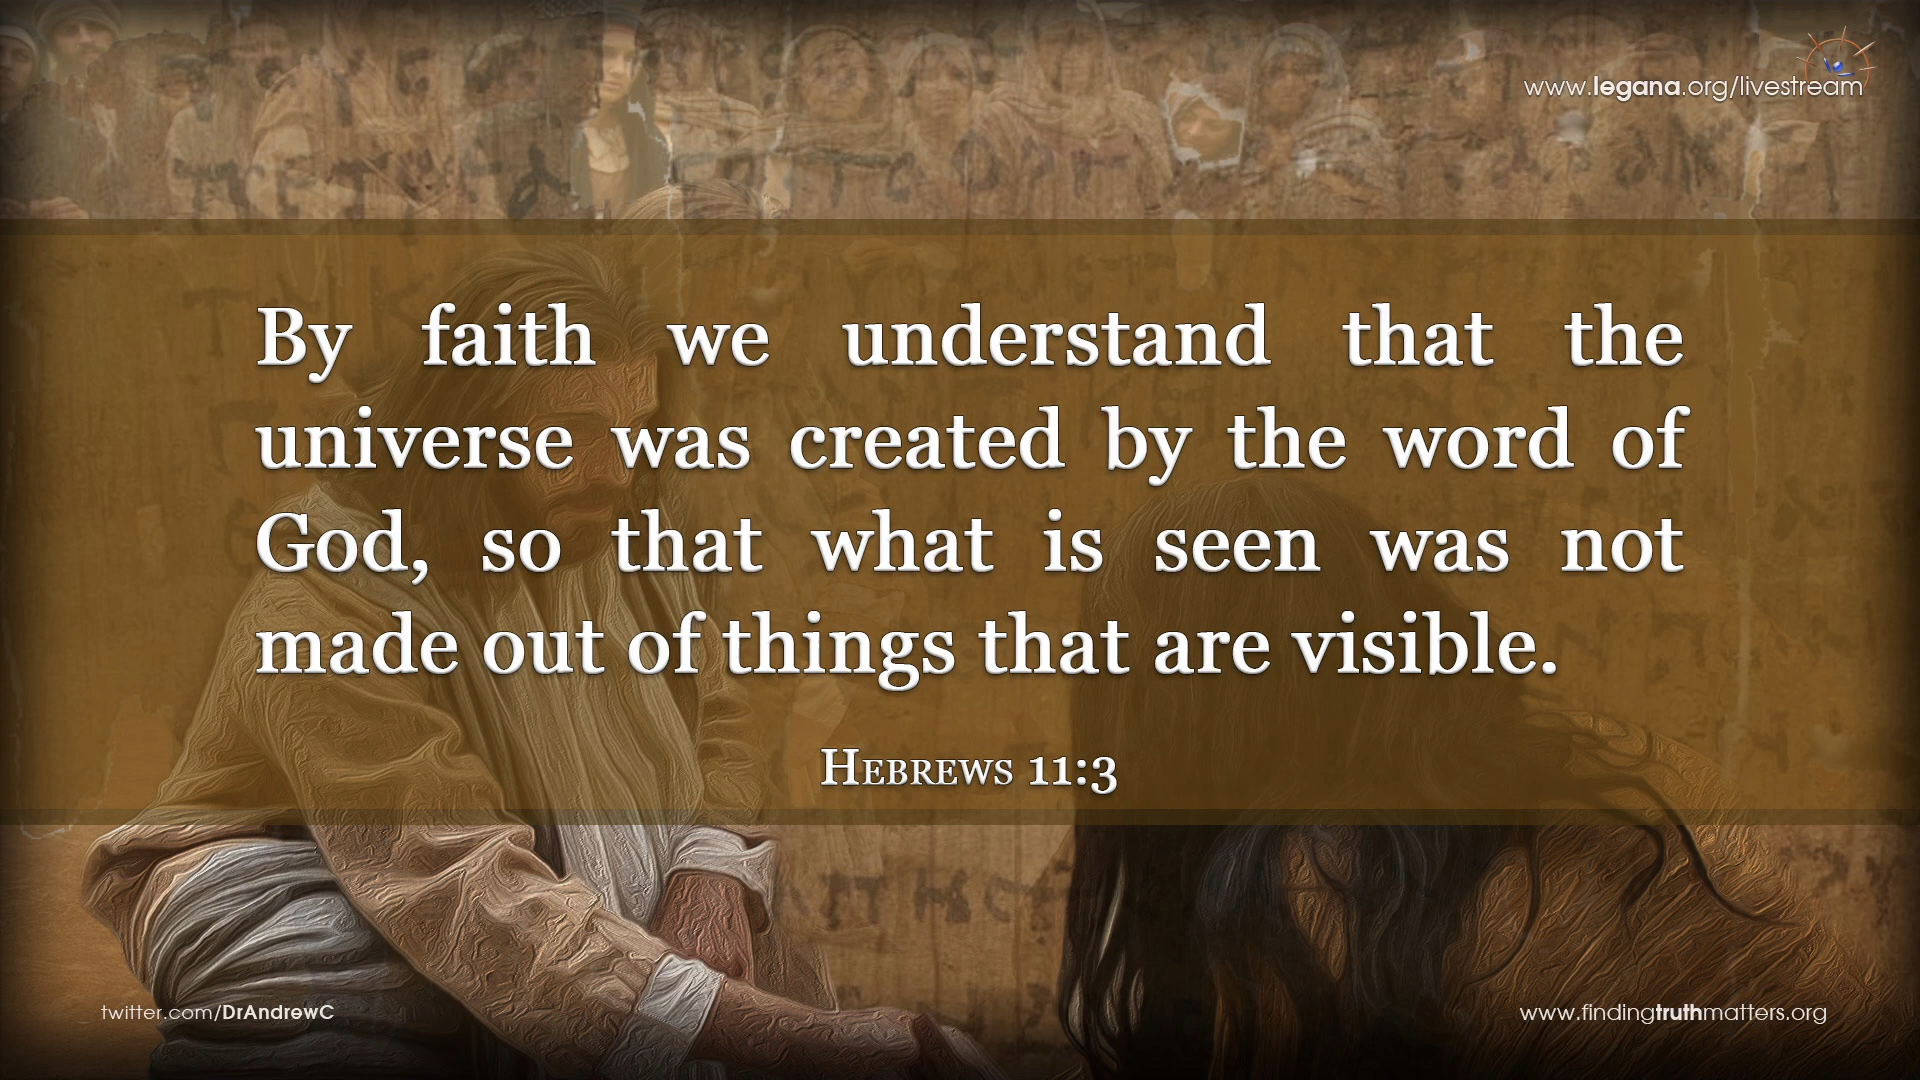 www.legana.org/livestream
By faith we understand that the
universe was created by the word of
God, so that what is seen was not
made out of things that are visible.
Hebrews 11:3
twitter.com/DrAndrewC
www.findingtruthmatters.org